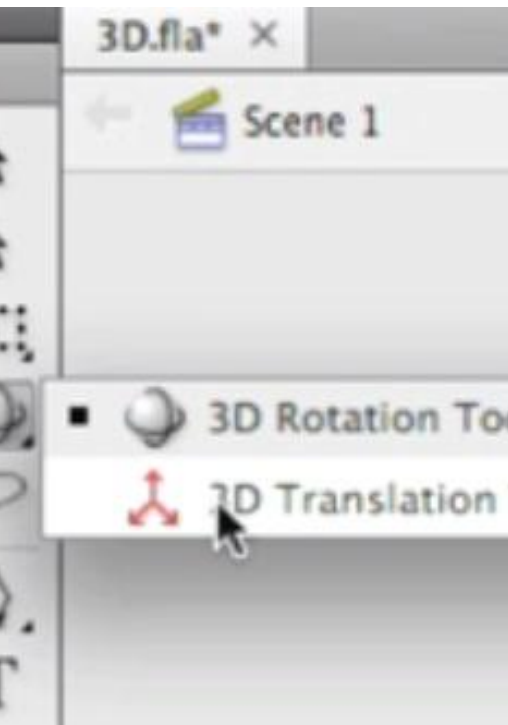 3D.fla* ×
Scene 1
3D Rotation Too
3D Translation
T